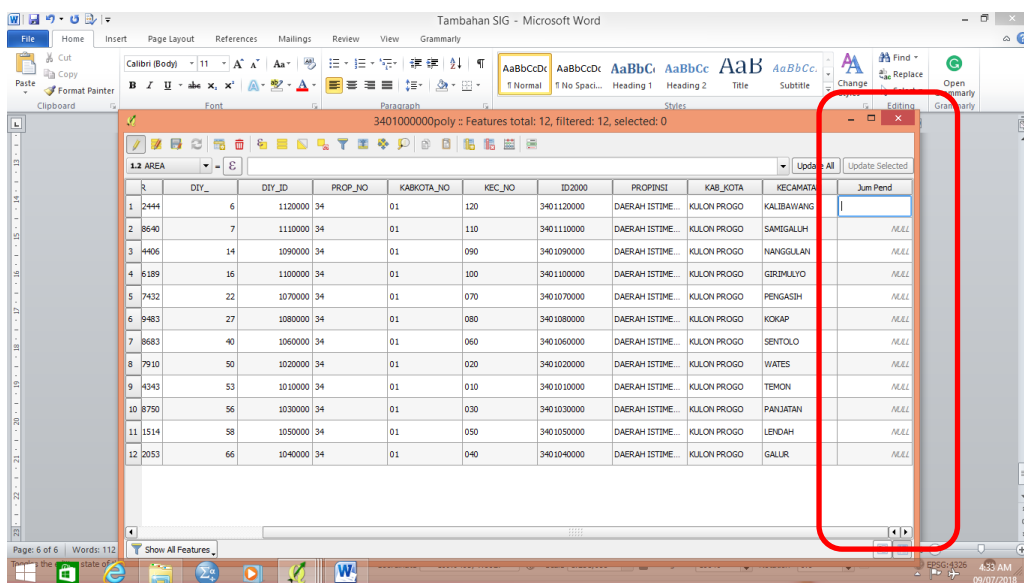 Tambahan SIG - Microsoft Word
File Home Insert Page Layout References Mailings Review View Grammarly
Cut
Copy
Format Painter
Paste
Clipboard
Calibri (Body) 11
Font
Paragraph
AaBbCcDc AaBbCcDc AaBbC AaBbCc AaB AaBbCc.
¶ Normal ¶ No Spaci... Heading 1 Heading 2 Title Subtitle
Change Styles
Styles
Find
Replace
Select
Editing
Open Grammarly
Grammarly
3401000000poly :: Features total: 12, filtered: 12, selected: 0
1.2 AREA = ε Update All Update Selected
R DIY_ DIY_ID PROP_NO KABKOTA_NO KEC_NO ID2000 PROPINSI KAB_KOTA KECAMATA Jum Pend
1 2444 6 1120000 34 01 120 3401120000 DAERAH ISTIME... KULON PROGO KALIBAWANG
2 8640 7 1110000 34 01 110 3401110000 DAERAH ISTIME... KULON PROGO SAMIGALUH NULL
3 4406 14 1090000 34 01 090 3401090000 DAERAH ISTIME... KULON PROGO NANGGULAN NULL
4 6189 16 1100000 34 01 100 3401100000 DAERAH ISTIME... KULON PROGO GIRIMULYO NULL
5 7432 22 1070000 34 01 070 3401070000 DAERAH ISTIME... KULON PROGO PENGASIH NULL
6 9483 27 1080000 34 01 080 3401080000 DAERAH ISTIME... KULON PROGO KOKAP NULL
7 8683 40 1060000 34 01 060 3401060000 DAERAH ISTIME... KULON PROGO SENTOLO NULL
8 7910 50 1020000 34 01 020 3401020000 DAERAH ISTIME... KULON PROGO WATES NULL
9 4343 53 1010000 34 01 010 3401010000 DAERAH ISTIME... KULON PROGO TEMON NULL
10 8750 56 1030000 34 01 030 3401030000 DAERAH ISTIME... KULON PROGO PANJATAN NULL
11 1514 58 1050000 34 01 050 3401050000 DAERAH ISTIME... KULON PROGO LENDAH NULL
12 2053 66 1040000 34 01 040 3401040000 DAERAH ISTIME... KULON PROGO GALUR NULL
Show All Features
Page: 6 of 6 Words: 112
EPSG:4326
4:33 AM
09/07/2018